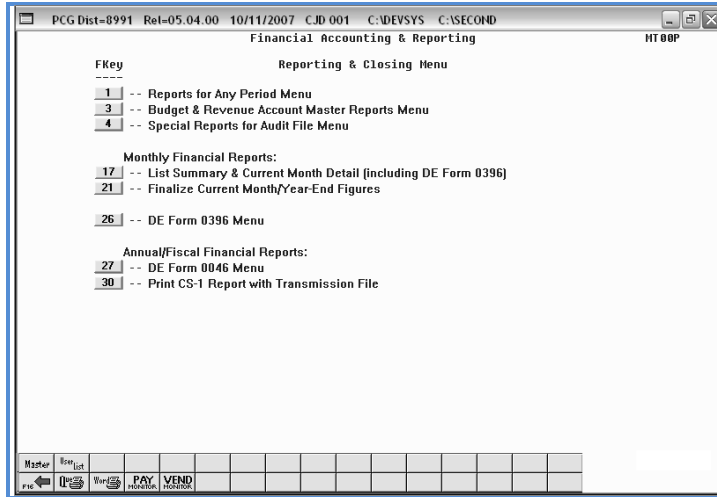 PCG Dist=8991 Rel=05.04.00 10/11/2007 CJD 001 C:\DEVSYS C:\SECOND
Financial Accounting & Reporting MT00P
FKey Reporting & Closing Menu
----
1 -- Reports for Any Period Menu
3 -- Budget & Revenue Account Master Reports Menu
4 -- Special Reports for Audit File Menu
Monthly Financial Reports:
17 -- List Summary & Current Month Detail (including DE Form 0396)
21 -- Finalize Current Month/Year-End Figures
26 -- DE Form 0396 Menu
Annual/Fiscal Financial Reports:
27 -- DE Form 0046 Menu
30 -- Print CS-1 Report with Transmission File
Master User List
F16 QUE Word PAY MONITOR VEND MONITOR